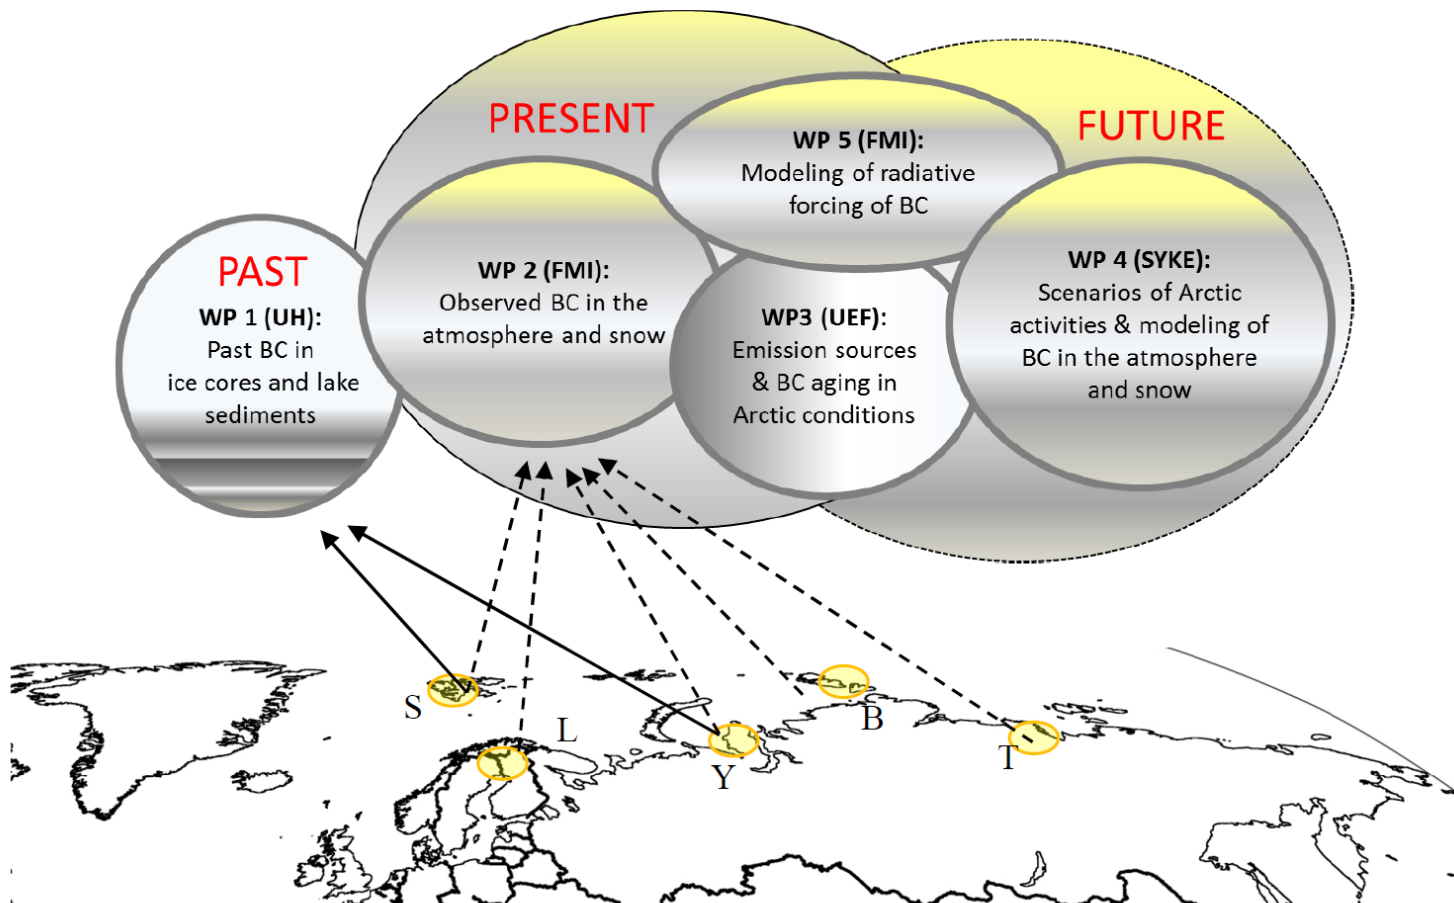 PRESENT
FUTURE
WP 5 (FMI):
Modeling of radiative
forcing of BC
PAST
WP 1 (UH):
Past BC in
ice cores and lake
sediments
WP 2 (FMI):
Observed BC in the
atmosphere and snow
WP3 (UEF):
Emission sources
& BC aging in
Arctic conditions
WP 4 (SYKE):
Scenarios of Arctic
activities & modeling of
BC in the atmosphere
and snow
S
L
Y
B
T